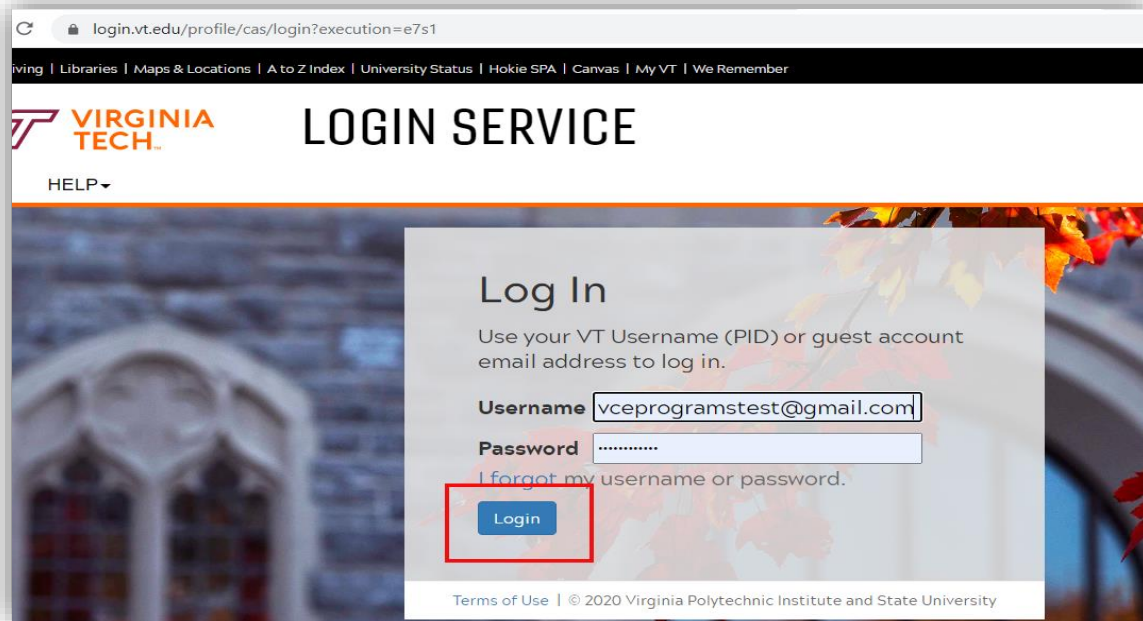 login.vt.edu/profile/cas/login?execution=e7s1
iving | Libraries | Maps & Locations | A to Z Index | University Status | Hokie SPA | Canvas | My VT | We Remember
VIRGINIA
TECH™
LOGIN SERVICE
HELP
Log In
Use your VT Username (PID) or guest account
email address to log in.
Username vceprogramstest@gmail.com
Password ············
I forgot my username or password.
Login
Terms of Use | © 2020 Virginia Polytechnic Institute and State University